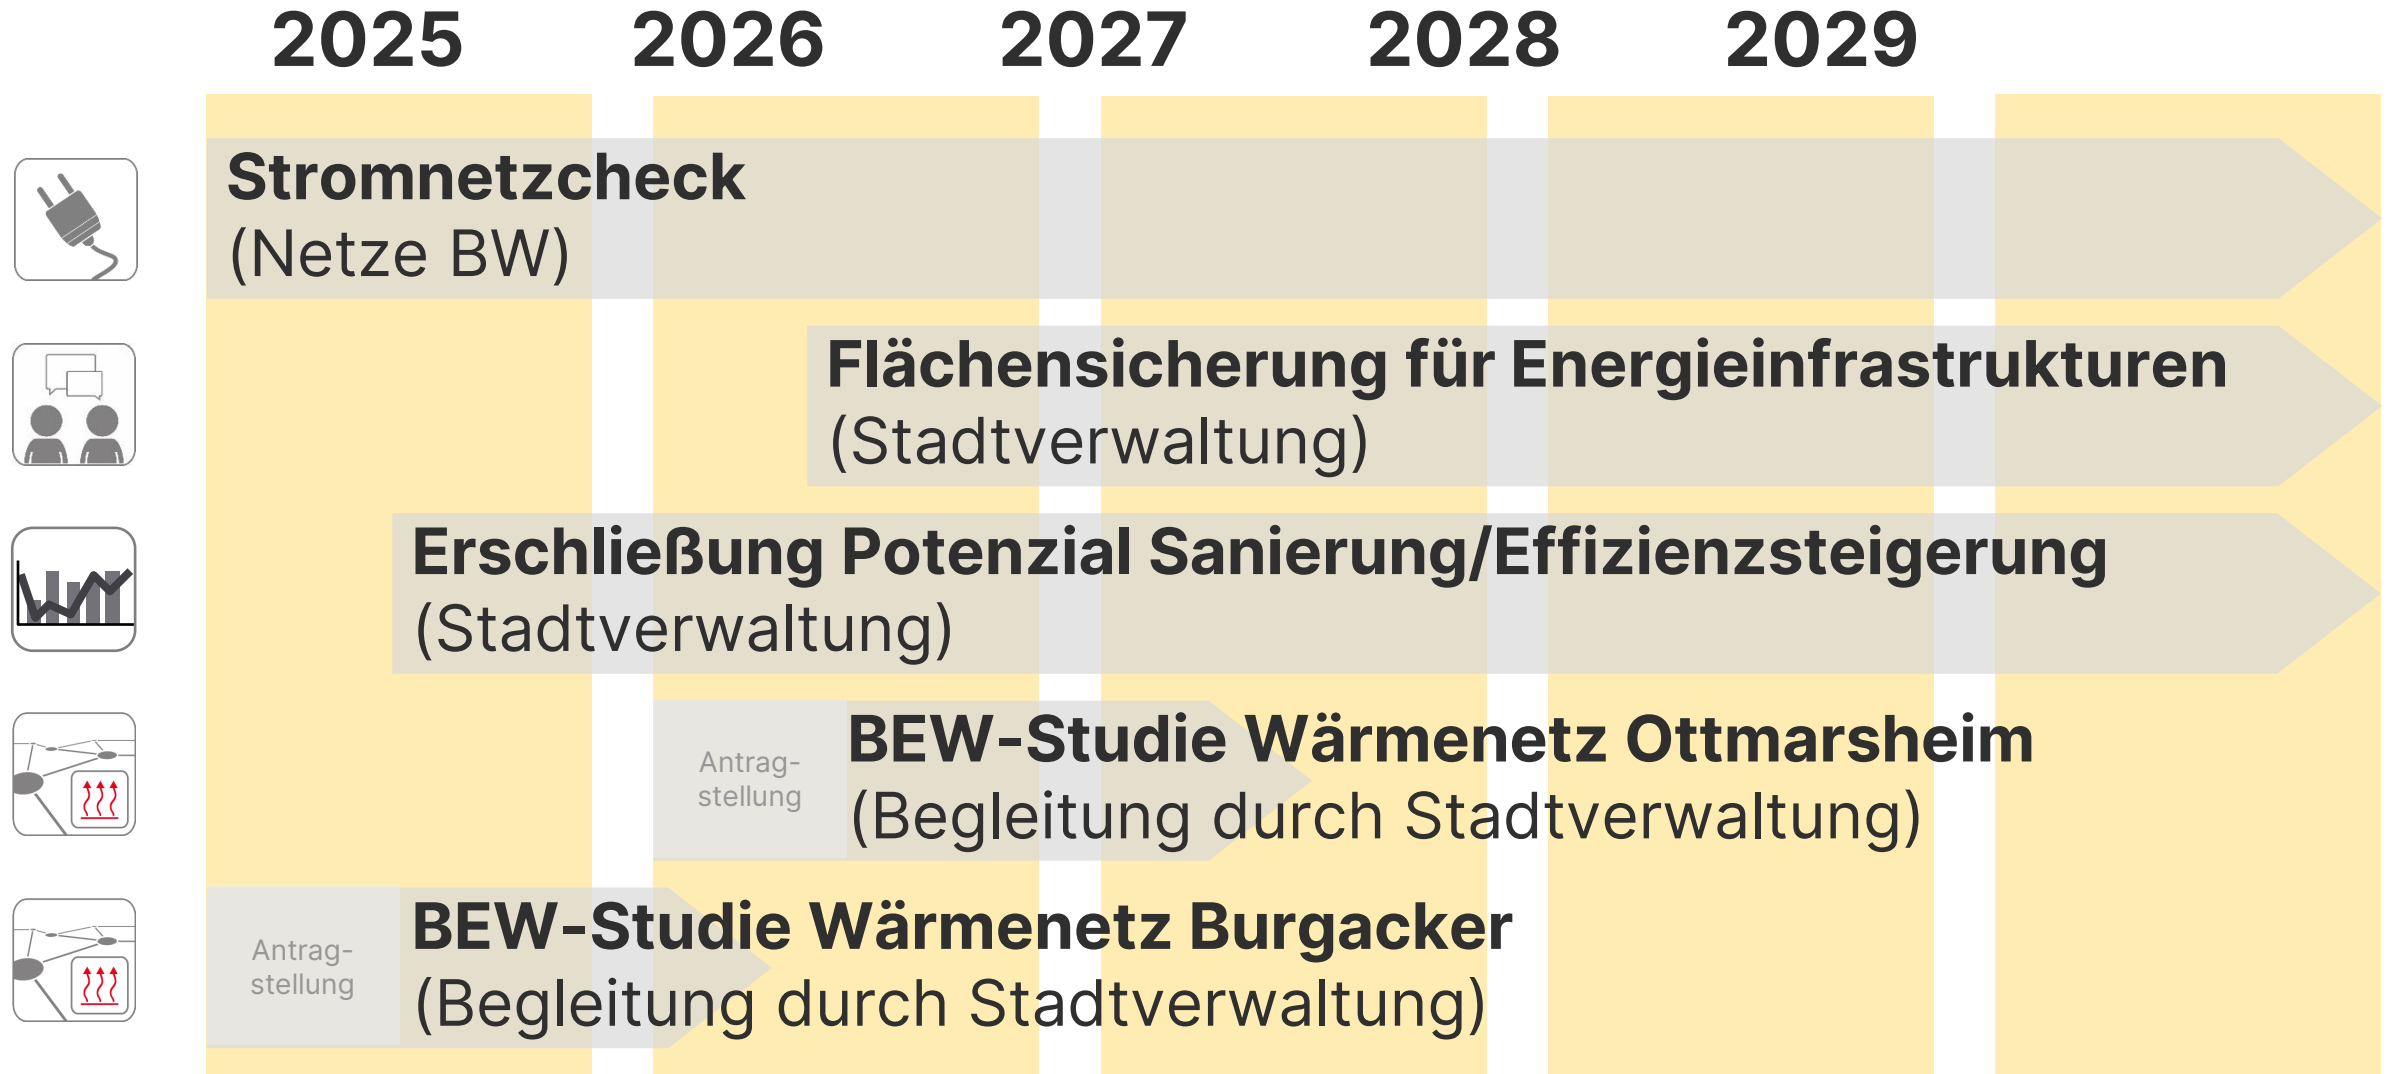 2025 2026 2027 2028 2029
Stromnetzcheck
(Netze BW)
Flächensicherung für Energieinfrastrukturen
(Stadtverwaltung)
Erschließung Potenzial Sanierung/Effizienzsteigerung
(Stadtverwaltung)
Antrag-
stellung
BEW-Studie Wärmenetz Ottmarsheim
(Begleitung durch Stadtverwaltung)
Antrag-
stellung
BEW-Studie Wärmenetz Burgacker
(Begleitung durch Stadtverwaltung)